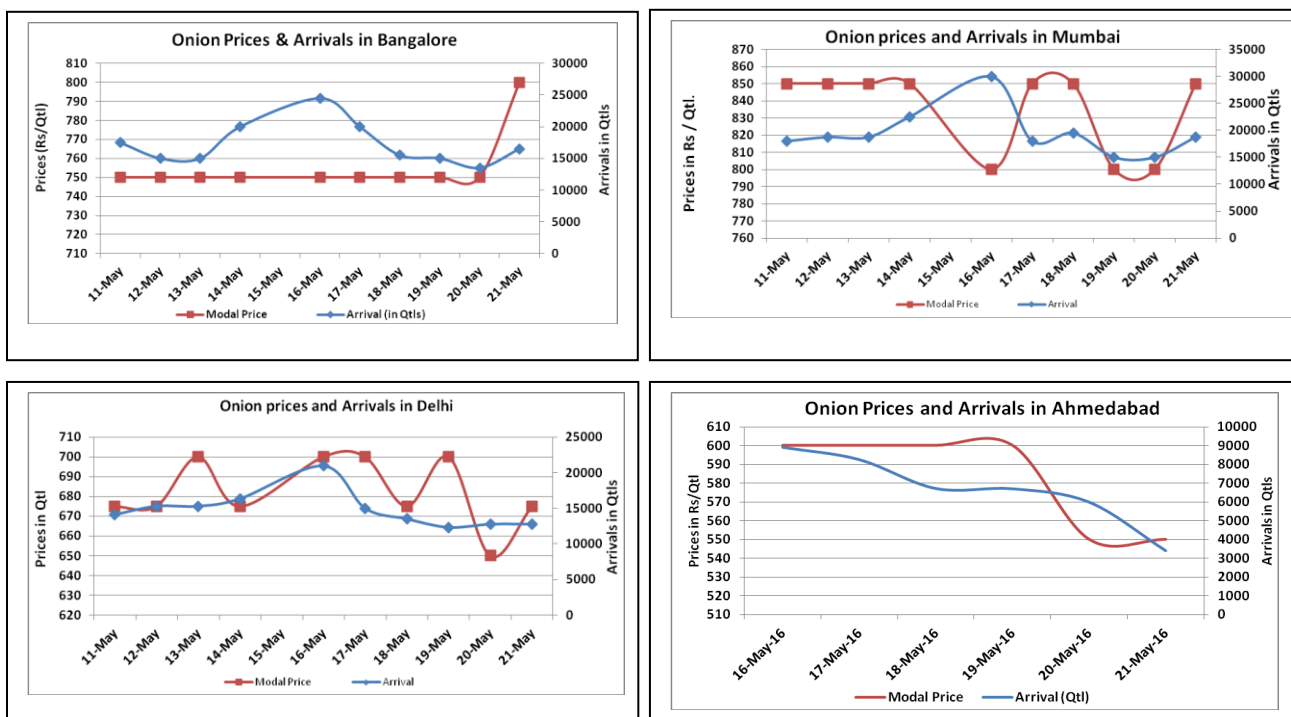 Onion Prices & Arrivals in Bangalore
Prices (Rs/Qtl)
810
800
790
780
770
760
750
740
730
720
710
30000
25000
20000
15000
10000
5000
0
Arrivals in Qtls
11-May
12-May
13-May
14-May
15-May
16-May
17-May
18-May
19-May
20-May
21-May
Modal Price
Arrival (in Qtls)
Onion prices and Arrivals in Mumbai
Prices in Rs / Qtl.
870
860
850
840
830
820
810
800
790
780
770
760
35000
30000
25000
20000
15000
10000
5000
0
Arrivals in Qtls
11-May
12-May
13-May
14-May
15-May
16-May
17-May
18-May
19-May
20-May
21-May
Modal Price
Arrival
Onion prices and Arrivals in Delhi
Prices in Qtl
710
700
690
680
670
660
650
640
630
620
25000
20000
15000
10000
5000
0
Arrivals in Qtls
11-May
12-May
13-May
14-May
15-May
16-May
17-May
18-May
19-May
20-May
21-May
Modal Price
Arrival
Onion Prices and Arrivals in Ahmedabad
Prices in Rs/Qtl
610
600
590
580
570
560
550
540
530
520
510
10000
9000
8000
7000
6000
5000
4000
3000
2000
1000
0
Arrivals in Qtls
16-May-16
17-May-16
18-May-16
19-May-16
20-May-16
21-May-16
Modal Price
Arrival (Qtl)